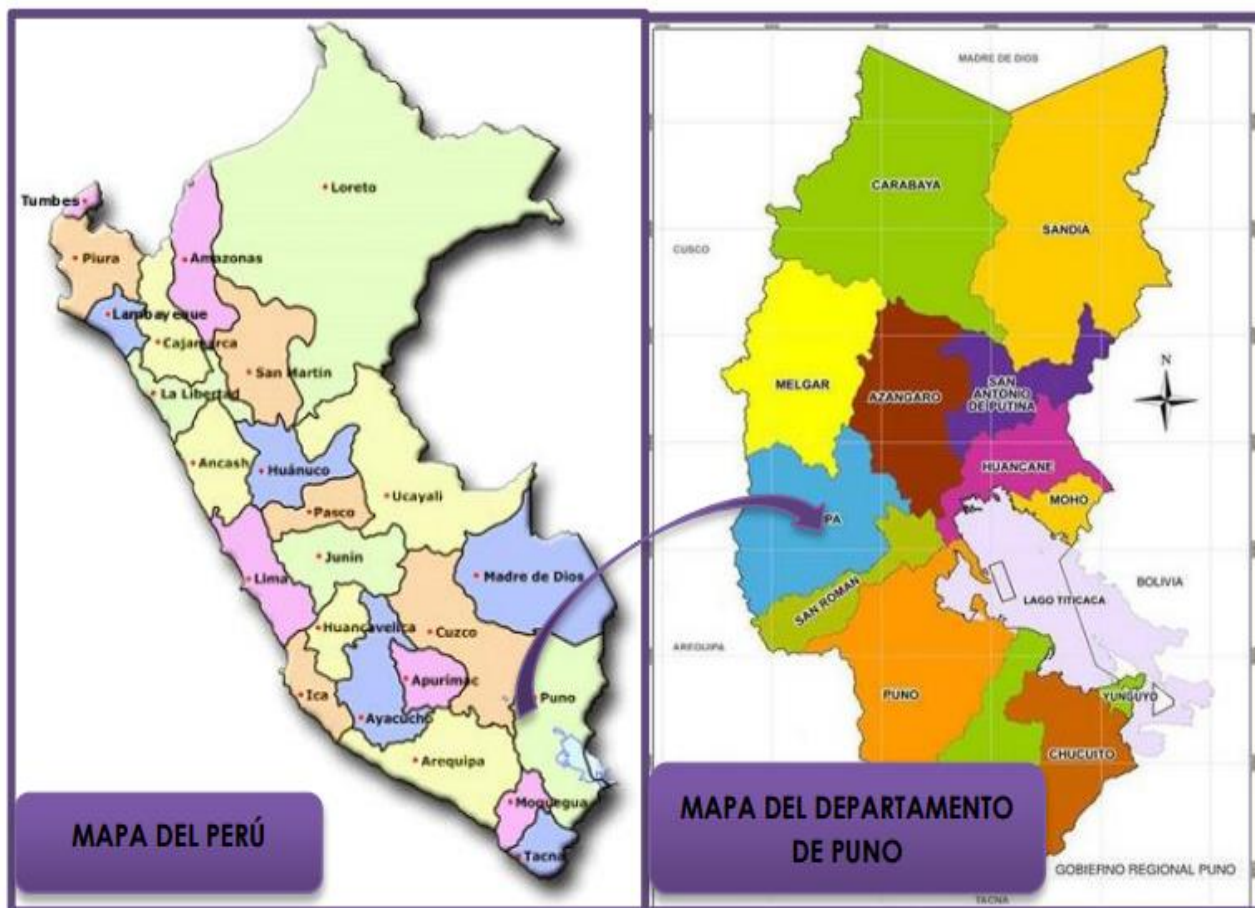 Tumbes
Loreto
Piura
Amazonas
Lambayeque
Cajamarca
San Martín
La Libertad
Ancash
Huánuco
Ucayali
Pasco
Junín
Lima
Madre de Dios
Huancavelica
Cuzco
Apurimac
Ica
Ayacucho
Puno
Arequipa
Moquegua
Tacna
MAPA DEL PERÚ
MADRE DE DIOS
CARABAYA
SANDIA
CUSCO
N
MELGAR
AZANGARO
SAN
ANTONIO
DE PUTINA
HUANCANE
MOHO
PA
SAN ROMAN
BOLIVIA
LAGO TITICACA
AREQUIPA
PUNO
YUNGUYO
CHUCUITO
MAPA DEL DEPARTAMENTO
DE PUNO
GOBIERNO REGIONAL PUNO
TACNA